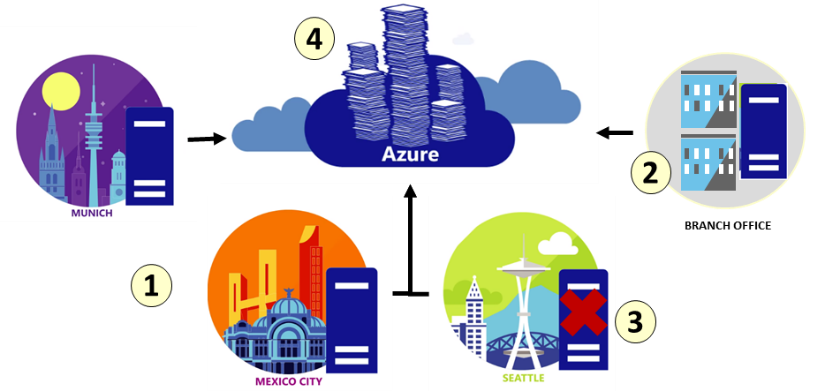 4
Azure
MUNICH
2
BRANCH OFFICE
1
3
MEXICO CITY
SEATTLE